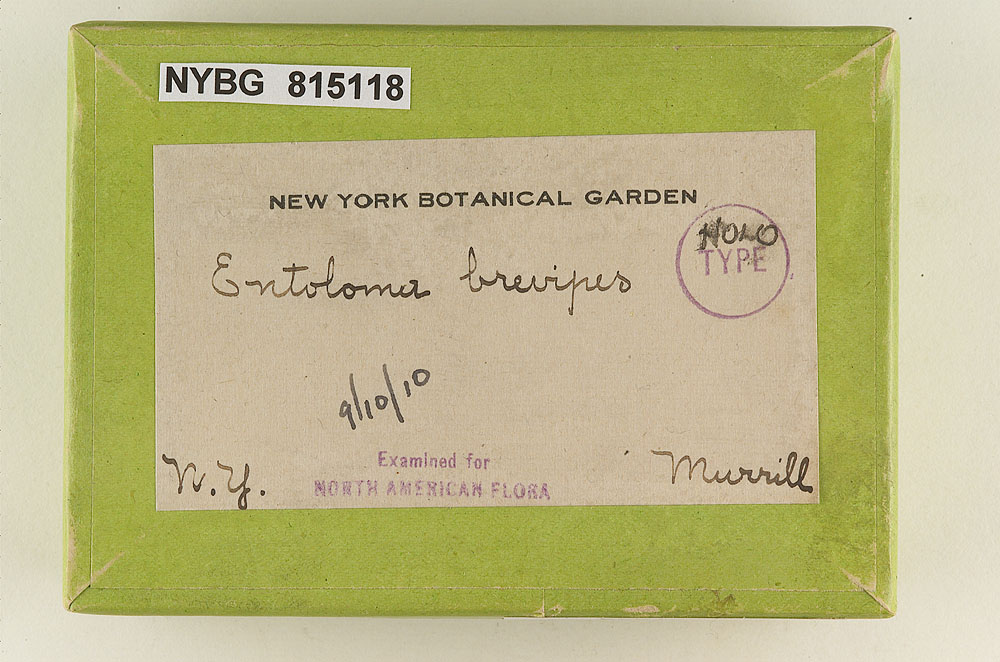 NYBG 815118
NEW YORK BOTANICAL GARDEN
HOLO
TYPE
Entoloma brevipes
9/10/10
Examined for
NORTH AMERICAN FLORA
N.Y.
Murrill